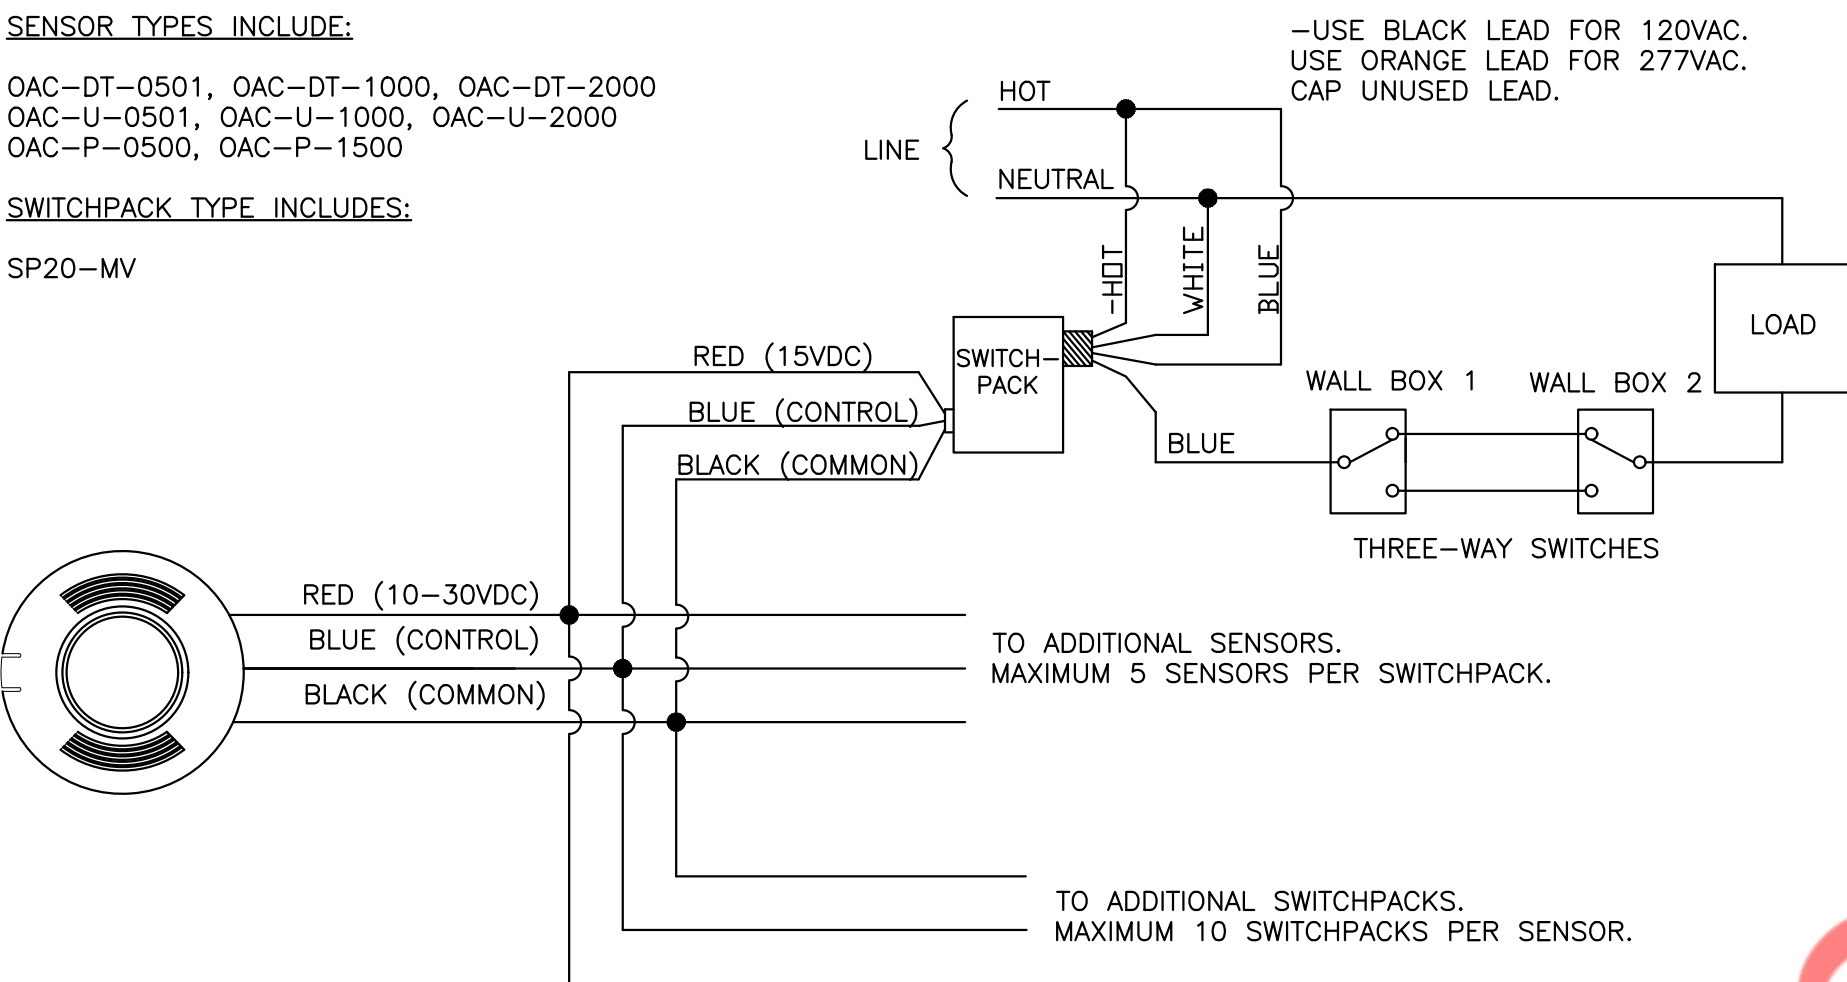 SENSOR TYPES INCLUDE:
OAC-DT-0501, OAC-DT-1000, OAC-DT-2000
OAC-U-0501, OAC-U-1000, OAC-U-2000
OAC-P-0500, OAC-P-1500
SWITCHPACK TYPE INCLUDES:
SP20-MV
-USE BLACK LEAD FOR 120VAC.
USE ORANGE LEAD FOR 277VAC.
CAP UNUSED LEAD.
HOT
LINE
NEUTRAL
-HOT
WHITE
BLUE
LOAD
SWITCH-
PACK
RED (15VDC)
BLUE (CONTROL)
BLACK (COMMON)
BLUE
WALL BOX 1
WALL BOX 2
THREE-WAY SWITCHES
RED (10-30VDC)
BLUE (CONTROL)
BLACK (COMMON)
TO ADDITIONAL SENSORS.
MAXIMUM 5 SENSORS PER SWITCHPACK.
TO ADDITIONAL SWITCHPACKS.
MAXIMUM 10 SWITCHPACKS PER SENSOR.